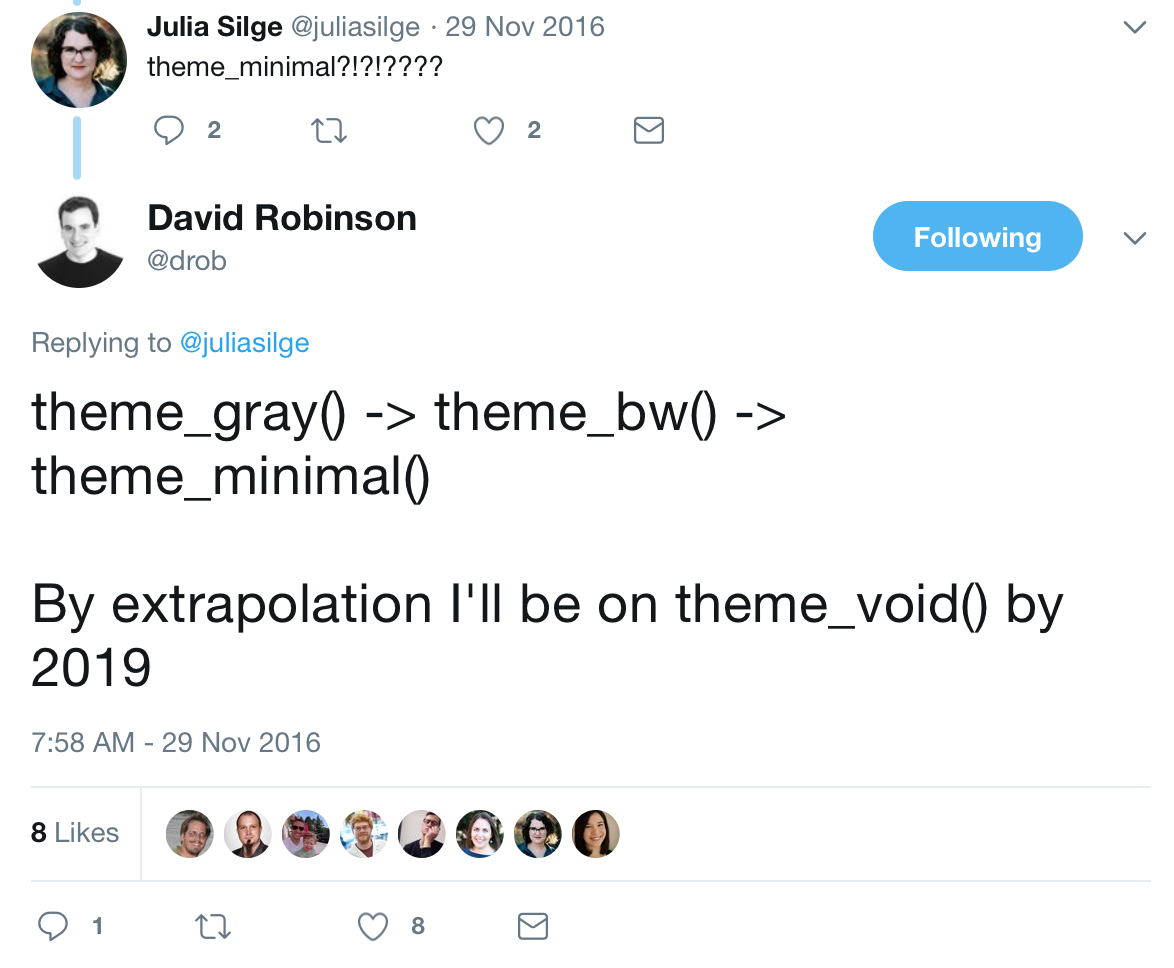 Julia Silge @juliasilge · 29 Nov 2016
theme_minimal?!?!????
2 2
David Robinson
@drob
Following
Replying to @juliasilge
theme_gray() -> theme_bw() ->
theme_minimal()
By extrapolation I'll be on theme_void() by
2019
7:58 AM - 29 Nov 2016
8 Likes
1 8